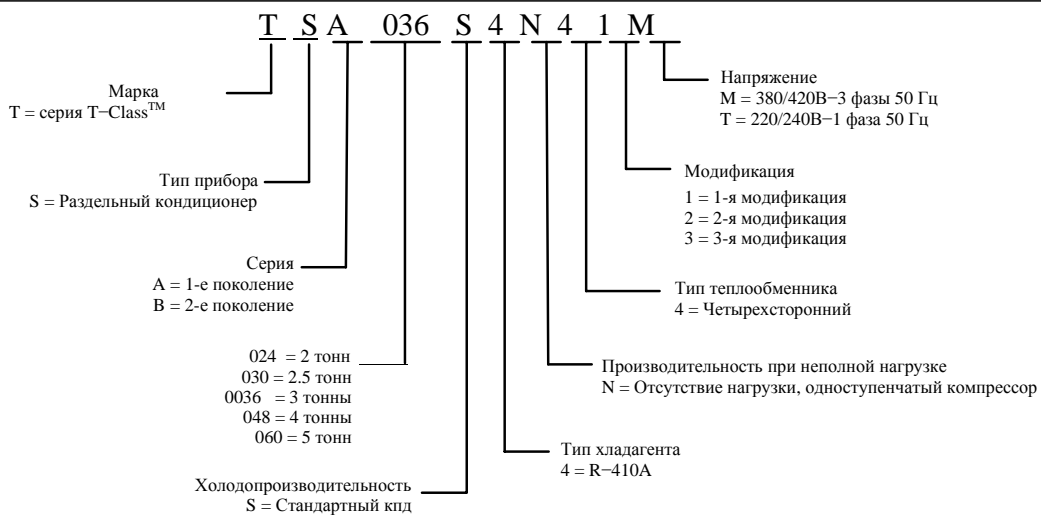 T S A 036 S 4 N 4 1 M
Марка
T = серия T−Class™
Тип прибора
S = Раздельный кондиционер
Серия
A = 1-е поколение
B = 2-е поколение
024 = 2 тонн
030 = 2.5 тонн
0036 = 3 тонны
048 = 4 тонны
060 = 5 тонн
Холодопроизводительность
S = Стандартный кпд
Тип хладагента
4 = R−410A
Производительность при неполной нагрузке
N = Отсутствие нагрузки, одноступенчатый компрессор
Тип теплообменника
4 = Четырехсторонний
Модификация
1 = 1-я модификация
2 = 2-я модификация
3 = 3-я модификация
Напряжение
M = 380/420В−3 фазы 50 Гц
T = 220/240В−1 фаза 50 Гц